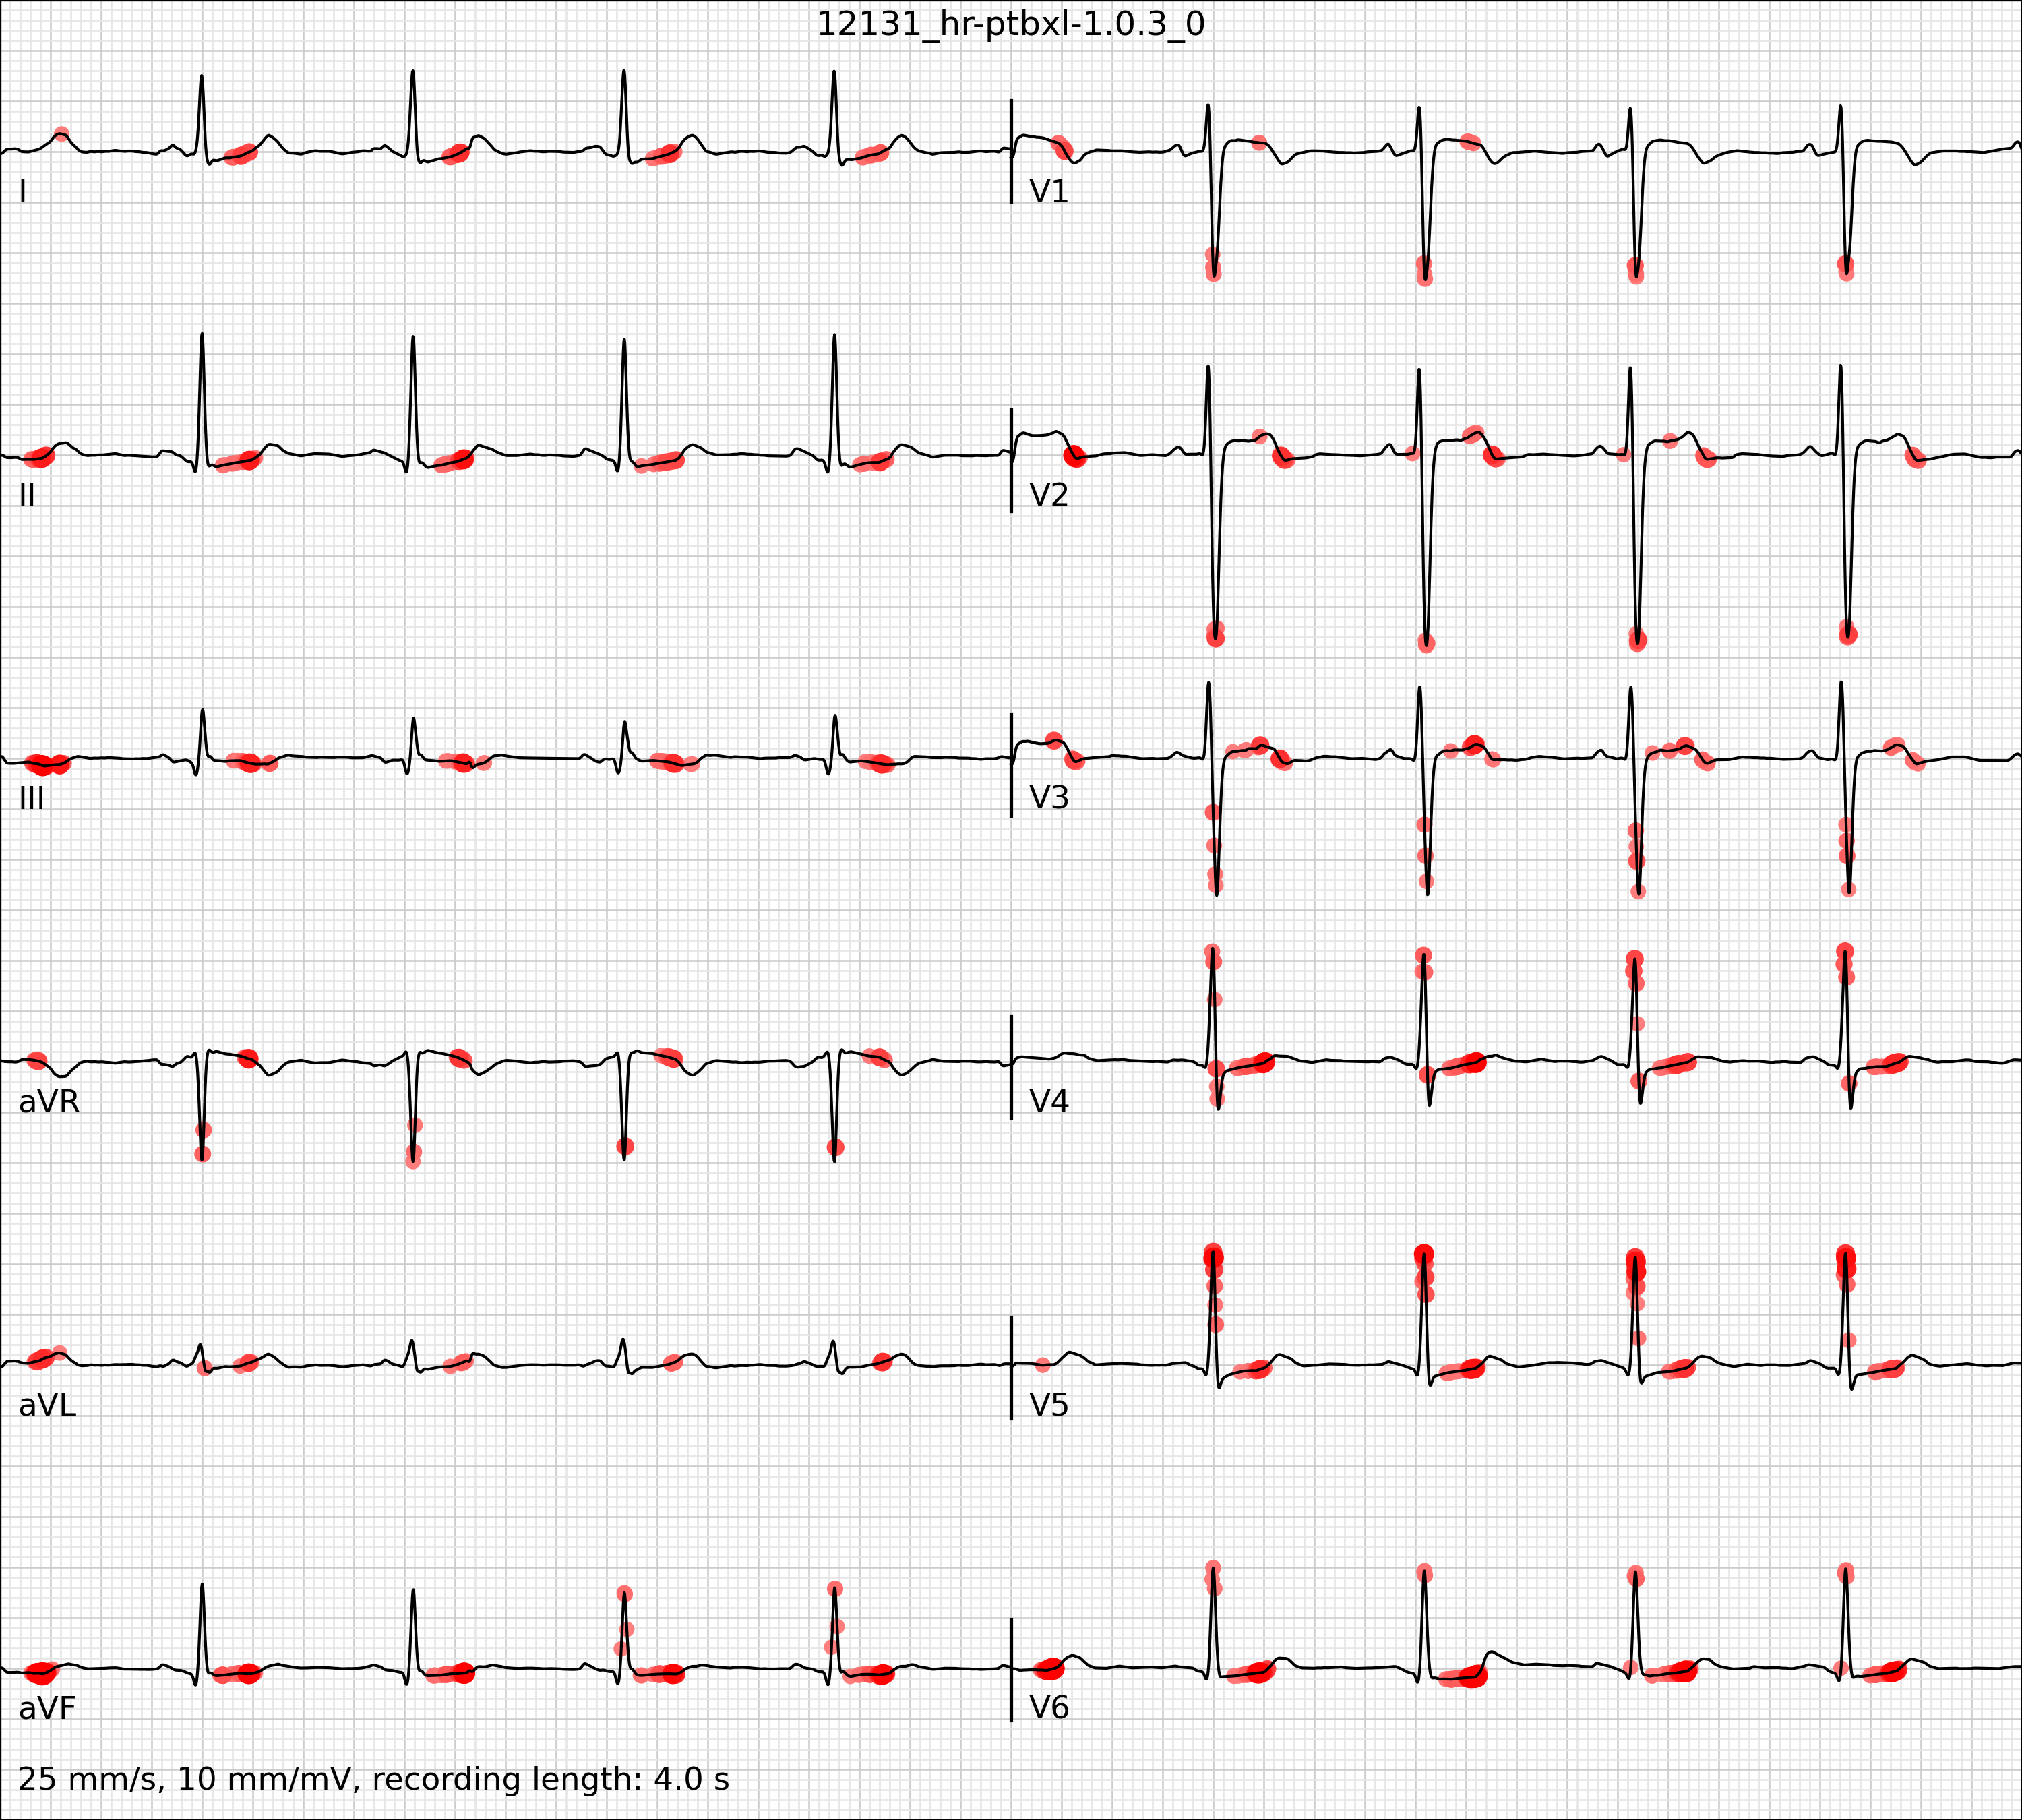 12131_hr-ptbxl-1.0.3_0
I
V1
II
V2
III
V3
aVR
V4
aVL
V5
aVF
V6
25 mm/s, 10 mm/mV, recording length: 4.0 s